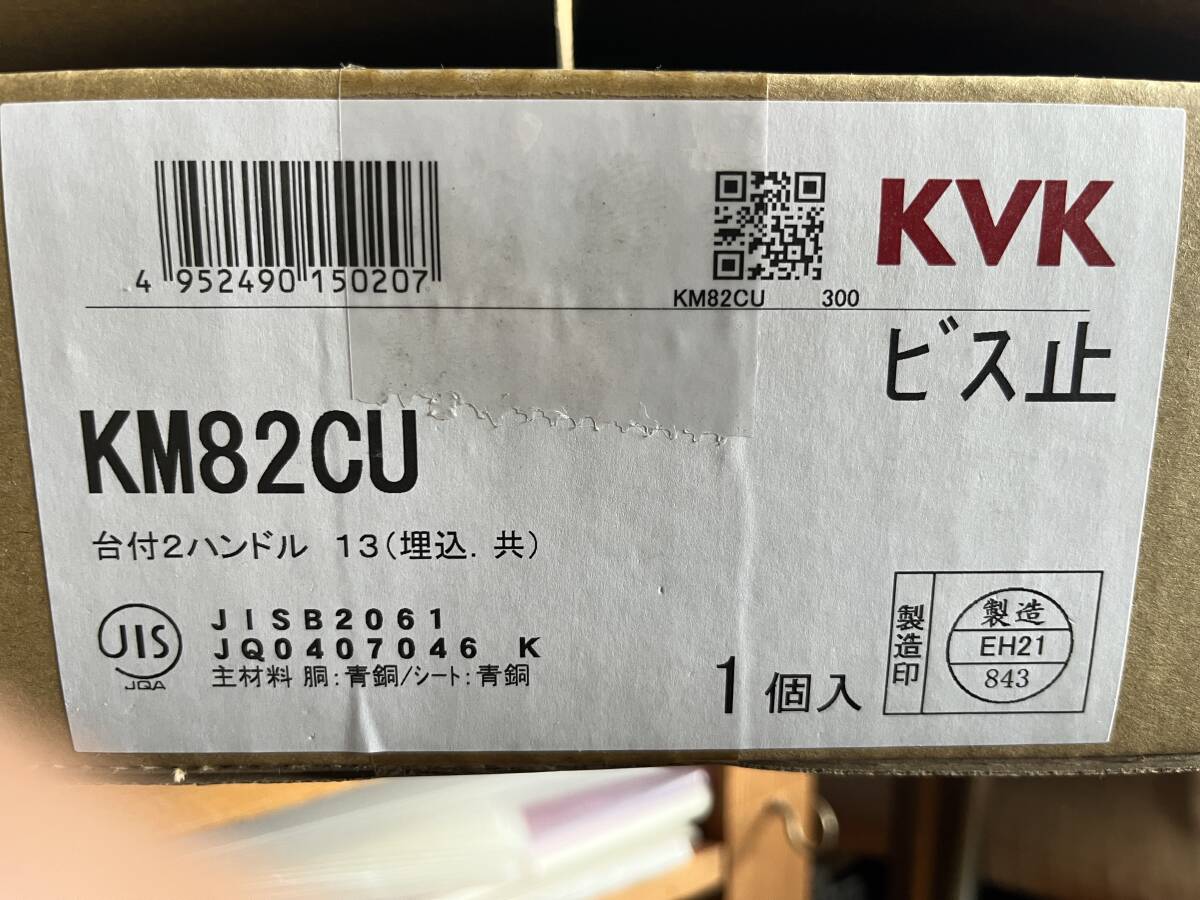 4 952490 150207
KM82CU 300
KVK
ビス止
KM82CU
台付2ハンドル 13(埋込.共)
JIS
JQA
JISB2061
JQ0407046 K
主材料 胴:青銅/シート:青銅
1個入
製造印
製造
EH21
843